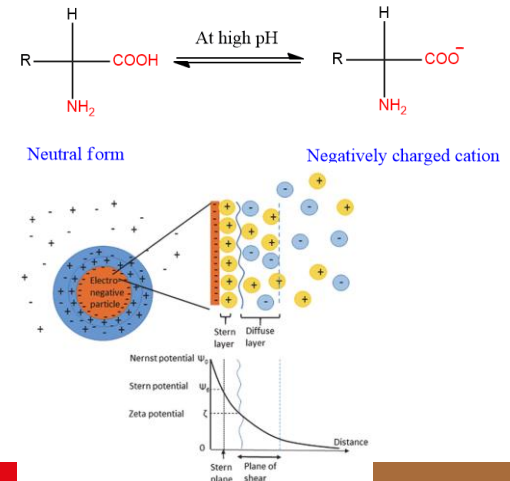 H
H
R
COOH
At high pH
R
COO⁻
NH₂
NH₂
Neutral form
Negatively charged cation
Electro
negative
particle
Stern
layer
Diffuse
layer
Nernst potential Ψ₀
Stern potential
Zeta potential ζ
0
Distance
Stern
plane
Plane of
shear